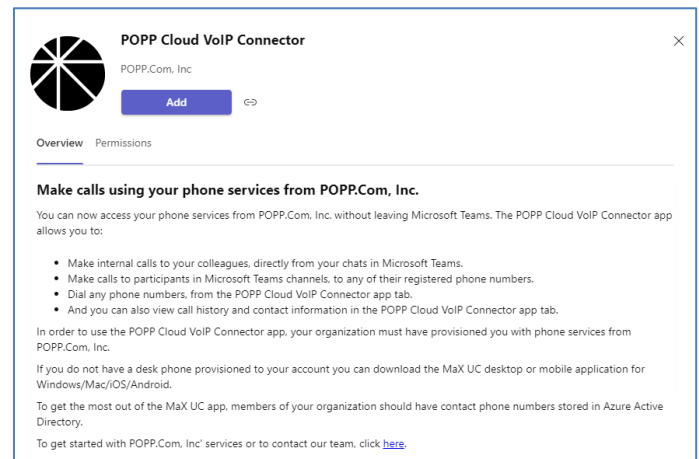 POPP Cloud VoIP Connector
POPP.Com, Inc
Add
Overview Permissions
Make calls using your phone services from POPP.Com, Inc.
You can now access your phone services from POPP.Com, Inc. without leaving Microsoft Teams. The POPP Cloud VoIP Connector app
allows you to:
• Make internal calls to your colleagues, directly from your chats in Microsoft Teams.
• Make calls to participants in Microsoft Teams channels, to any of their registered phone numbers.
• Dial any phone numbers, from the POPP Cloud VoIP Connector app tab.
• And you can also view call history and contact information in the POPP Cloud VoIP Connector app tab.
In order to use the POPP Cloud VoIP Connector app, your organization must have provisioned you with phone services from
POPP.Com, Inc.
If you do not have a desk phone provisioned to your account you can download the MaX UC desktop or mobile application for
Windows/Mac/iOS/Android.
To get the most out of the MaX UC app, members of your organization should have contact phone numbers stored in Azure Active
Directory.
To get started with POPP.Com, Inc' services or to contact our team, click here.